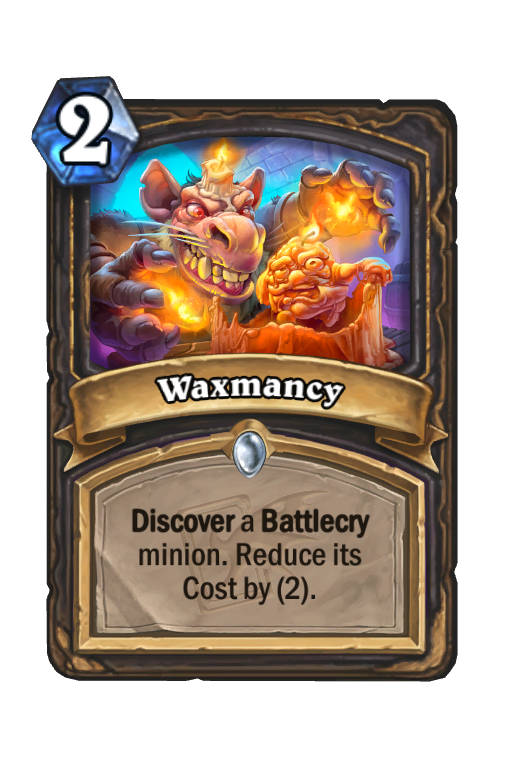 2
Waxmancy
Discover a Battlecry
minion. Reduce its
Cost by (2).